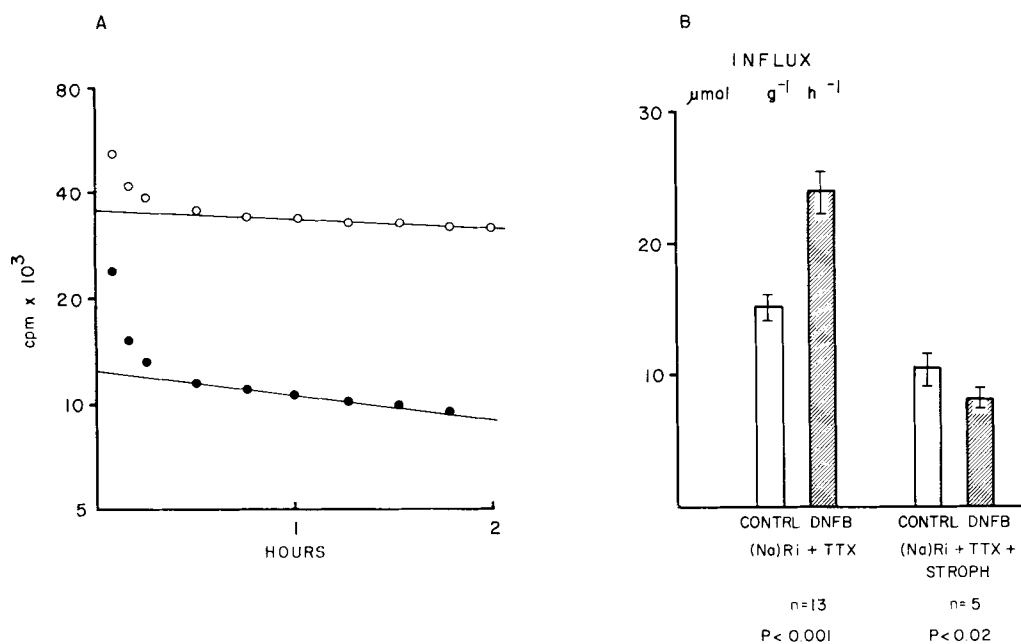 A
80
40
20
10
5
cpm x 10³
1
2
HOURS
B
INFLUX
μmol g⁻¹ h⁻¹
30
20
10
CONTRL DNFB CONTRL DNFB
(Na)Ri + TTX (Na)Ri + TTX +
STROPH
n=13 n=5
P< 0.001 P< 0.02